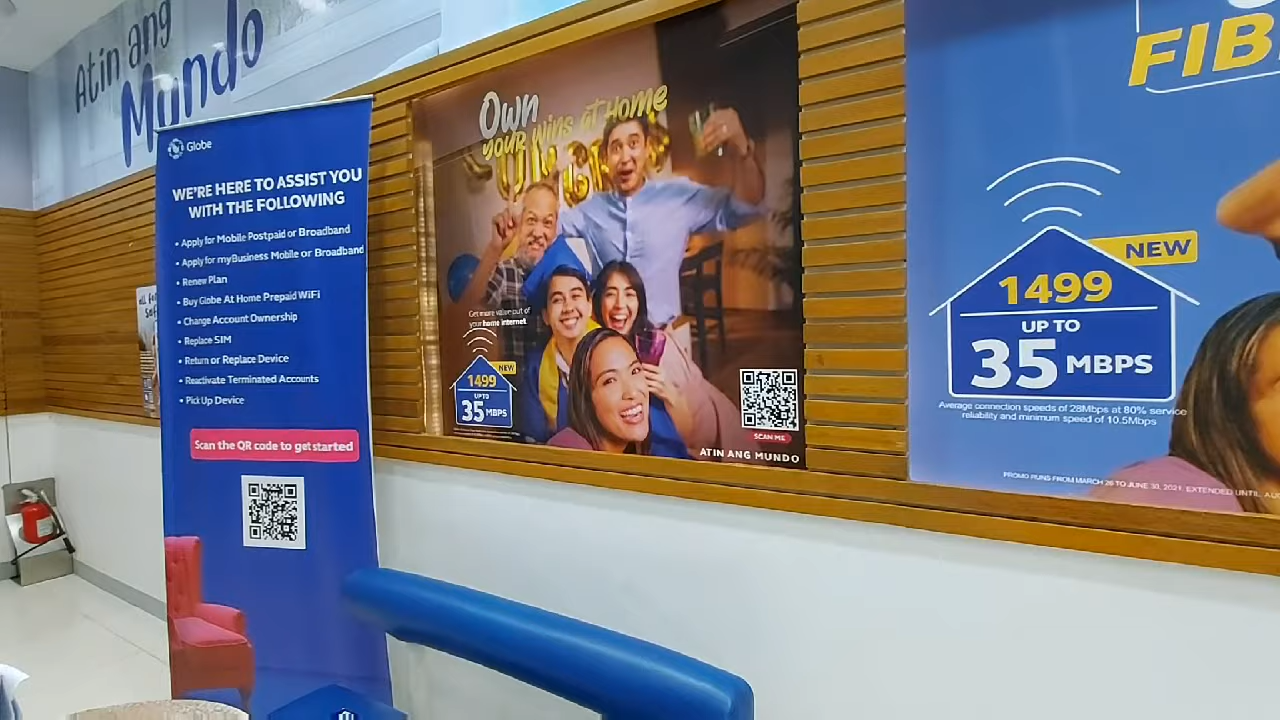 Atin ang
Mundo
Globe
WE'RE HERE TO ASSIST YOU
WITH THE FOLLOWING
• Apply for Mobile Postpaid or Broadband
• Apply for myBusiness Mobile or Broadband
• Renew Plan
• Buy Globe At Home Prepaid WiFi
• Change Account Ownership
• Replace SIM
• Return or Replace Device
• Reactivate Terminated Accounts
• Pick Up Device
Scan the QR code to get started
Own
YOUR Wins at Home
Get more value out of
your home internet.
NEW
1499
UP TO
35 MBPS
SCAN ME
ATIN ANG MUNDO
FIB
NEW
1499
UP TO
35 MBPS
Average connection speeds of 28Mbps at 80% service
reliability and minimum speed of 10.5Mbps
PROMO RUNS FROM MARCH 26 TO JUNE 30, 2021. EXTENDED UNTIL